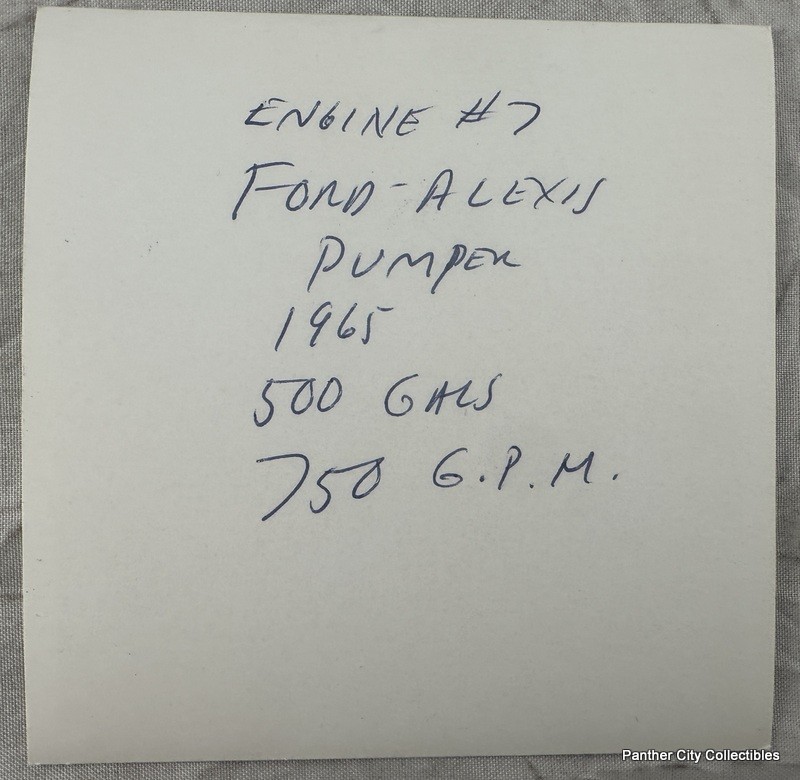 ENGINE #7
FORD-ALEXIS
PUMPER
1965
500 GALS
750 G.P.M.
Panther City Collectibles